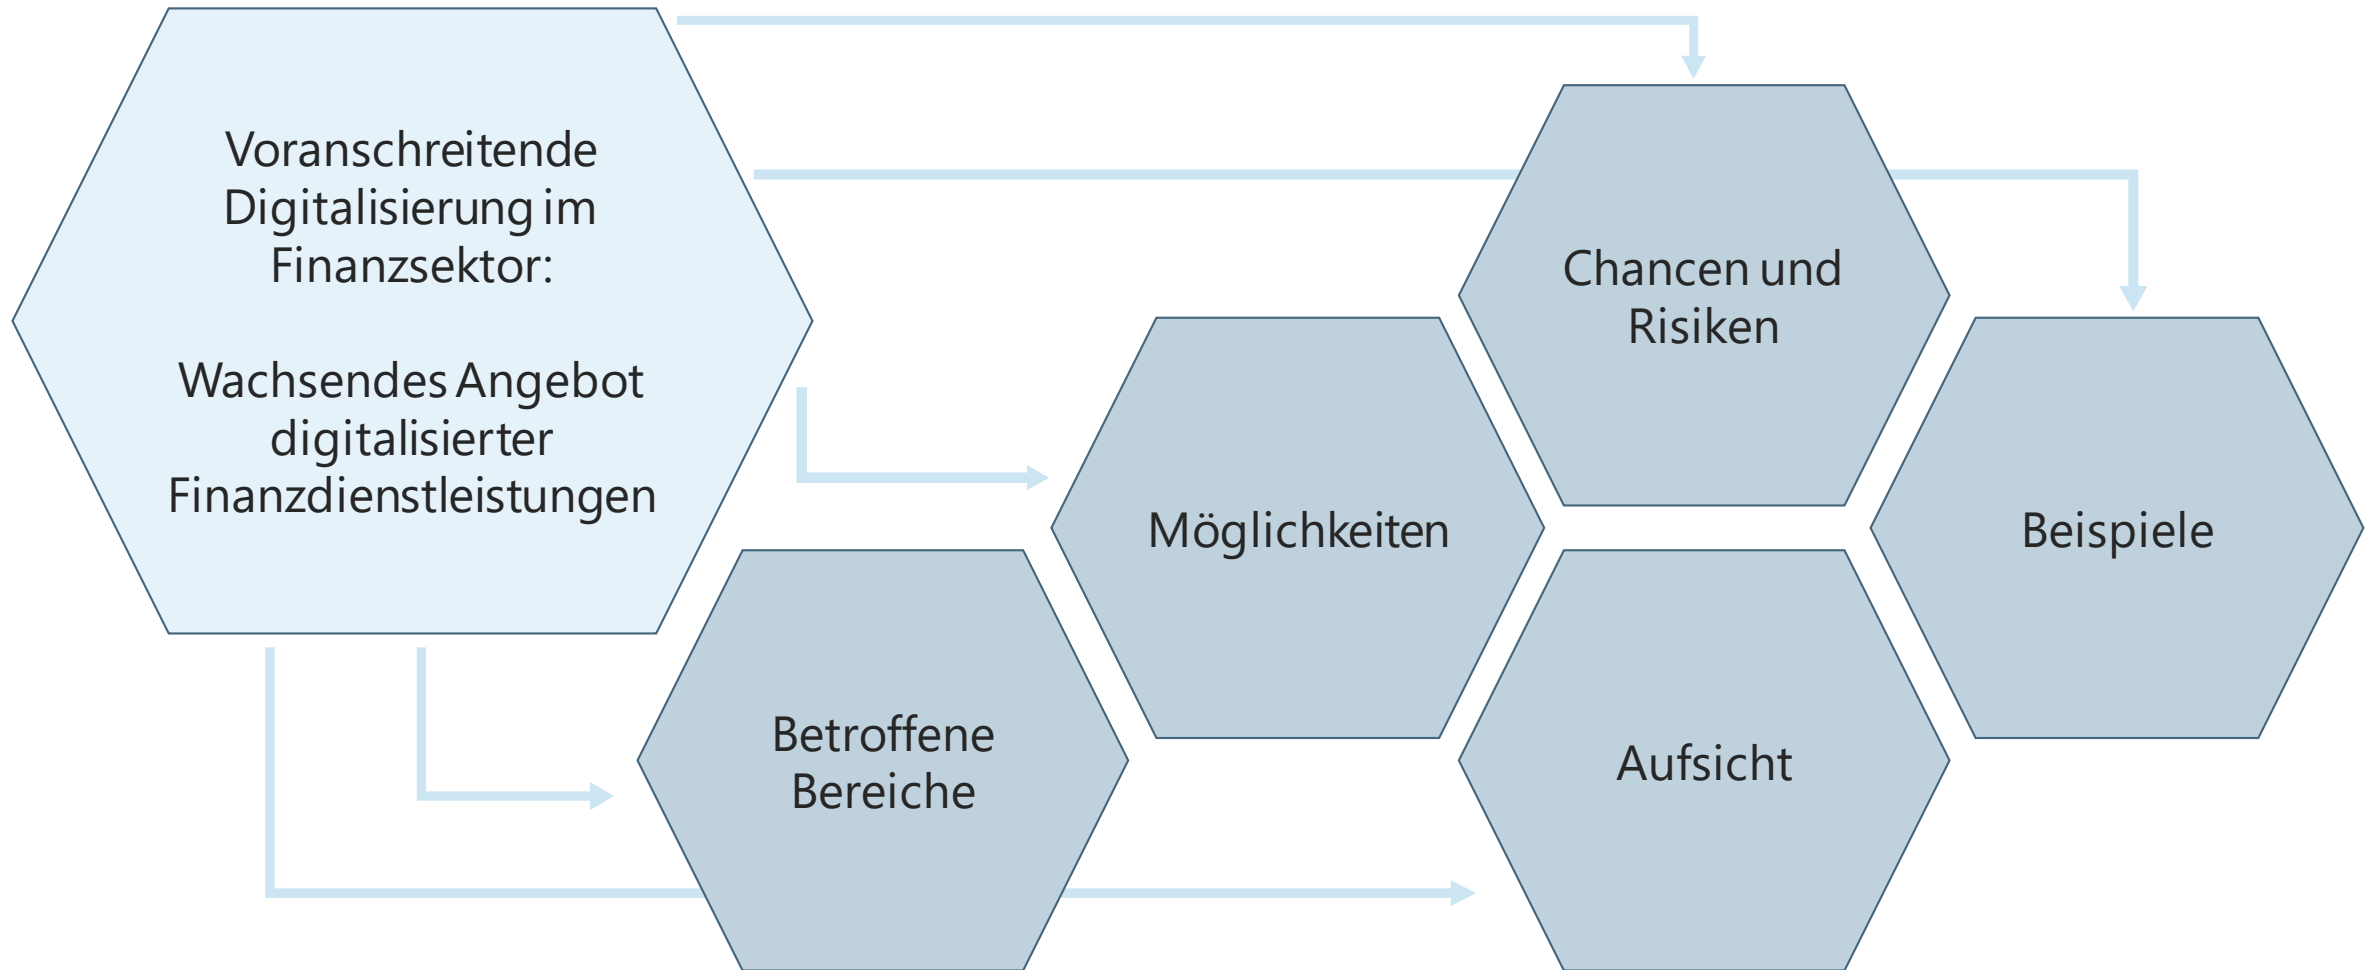 Voranschreitende
Digitalisierung im
Finanzsektor:
Wachsendes Angebot
digitalisierter
Finanzdienstleistungen
Chancen und
Risiken
Möglichkeiten
Beispiele
Betroffene
Bereiche
Aufsicht